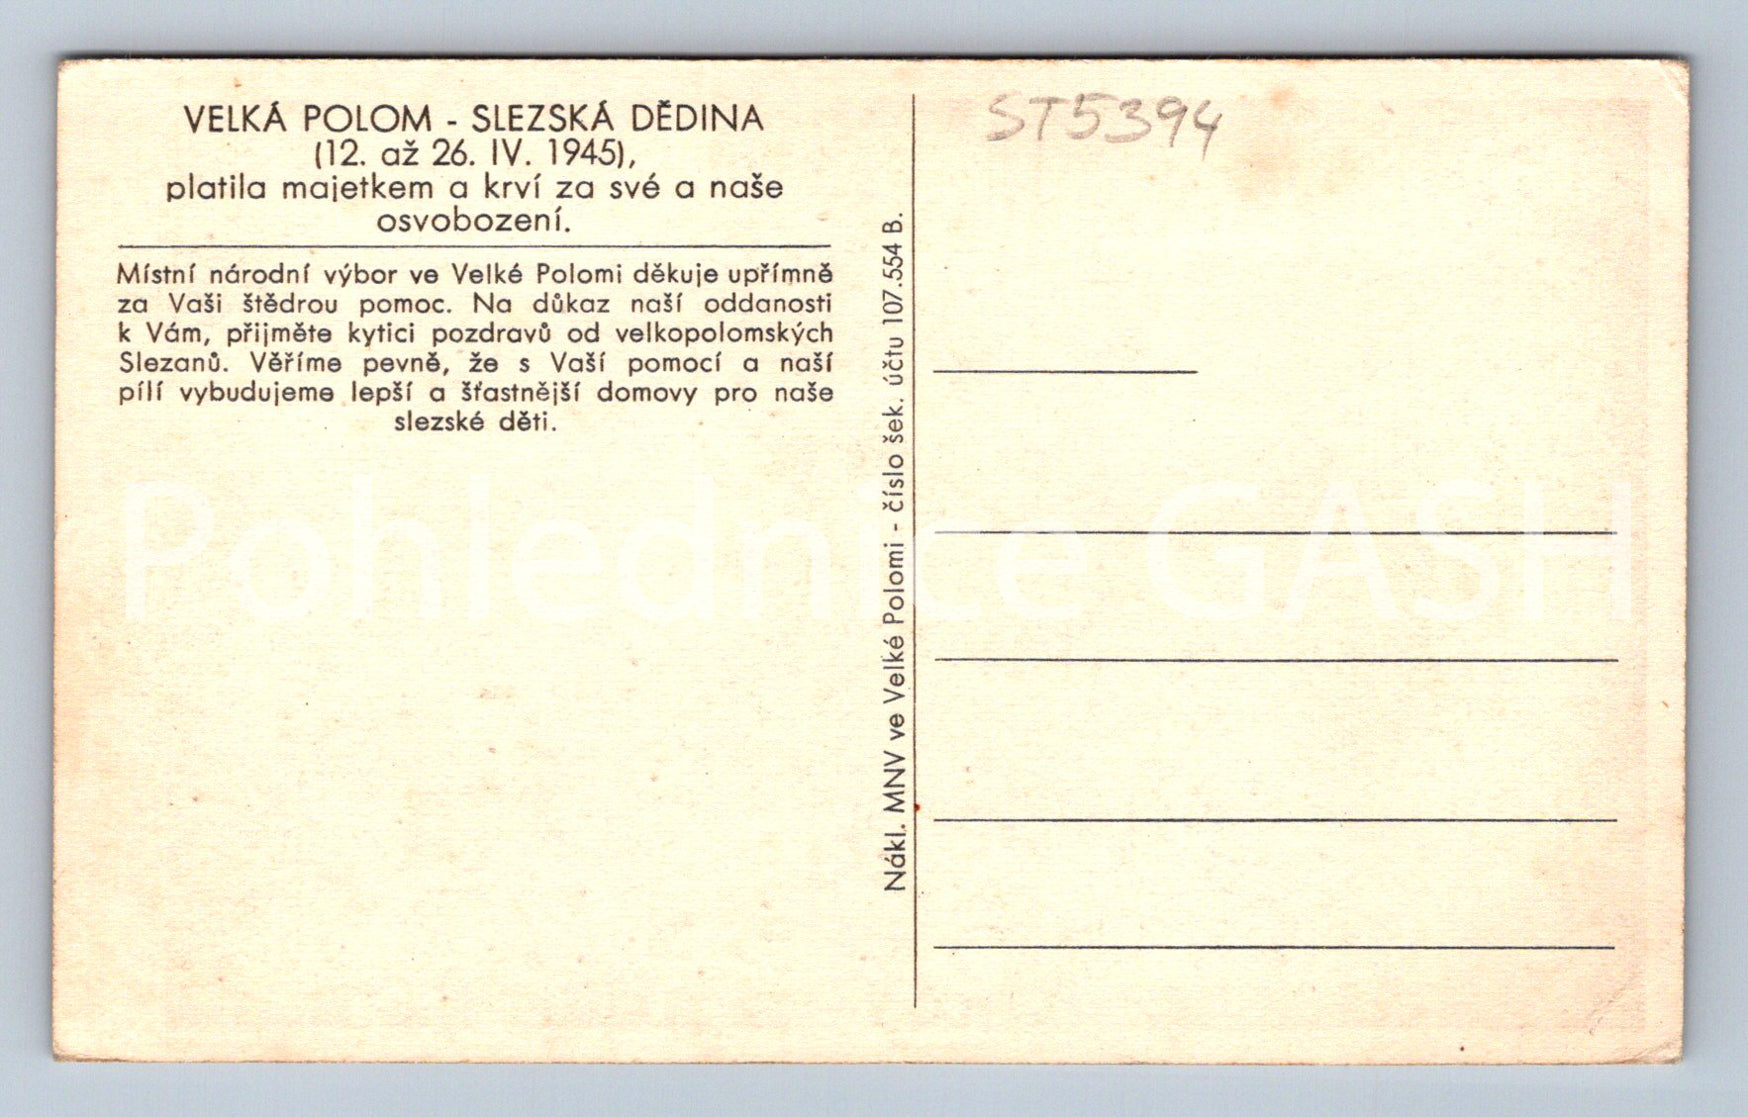 VELKÁ POLOM - SLEZSKÁ DĚDINA
(12. až 26. IV. 1945),
platila majetkem a krví za své a naše
osvobození.
Místní národní výbor ve Velké Polomi děkuje upřímně
za Vaši štědrou pomoc. Na důkaz naší oddanosti
k Vám, přijměte kytici pozdravů od velkopolomských
Slezanů. Věříme pevně, že s Vaší pomocí a naší
pílí vybudujeme lepší a šťastnější domovy pro naše
slezské děti.
Nákl. MNV ve Velké Polomi - číslo šek. účtu 107.554 B.
ST5394
Pohlednice GASH